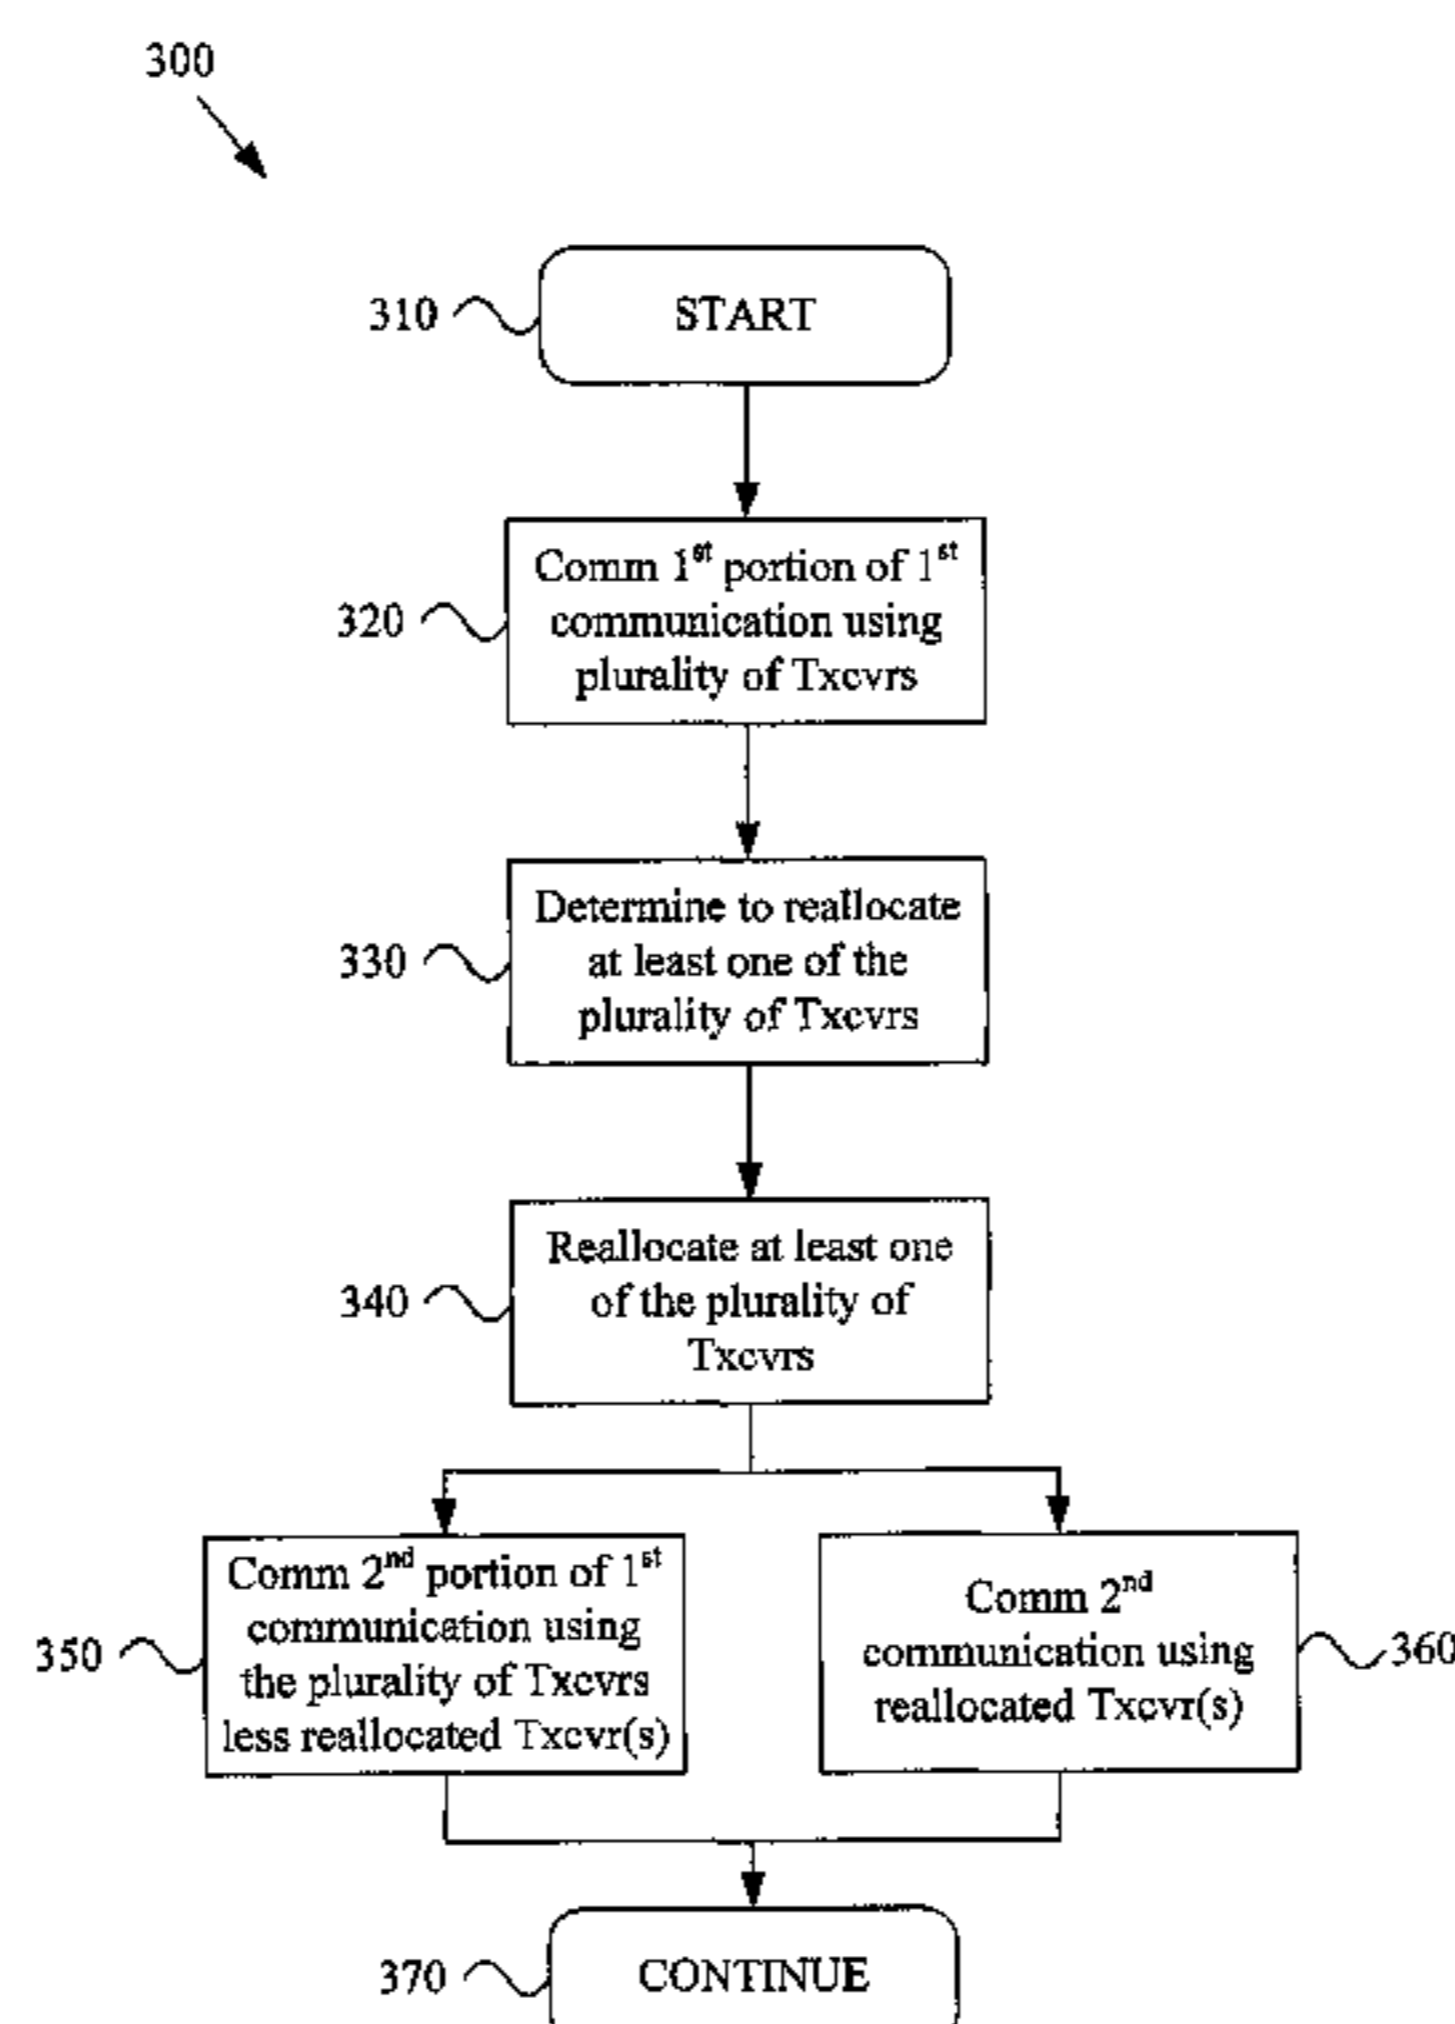 300
310
START
320
Comm 1st portion of 1st
communication using
plurality of Txcvrs
330
Determine to reallocate
at least one of the
plurality of Txcvrs
340
Reallocate at least one
of the plurality of
Txcvrs
350
Comm 2nd portion of 1st
communication using
the plurality of Txcvrs
less reallocated Txcvr(s)
Comm 2nd
communication using
reallocated Txcvr(s)
360
370
CONTINUE